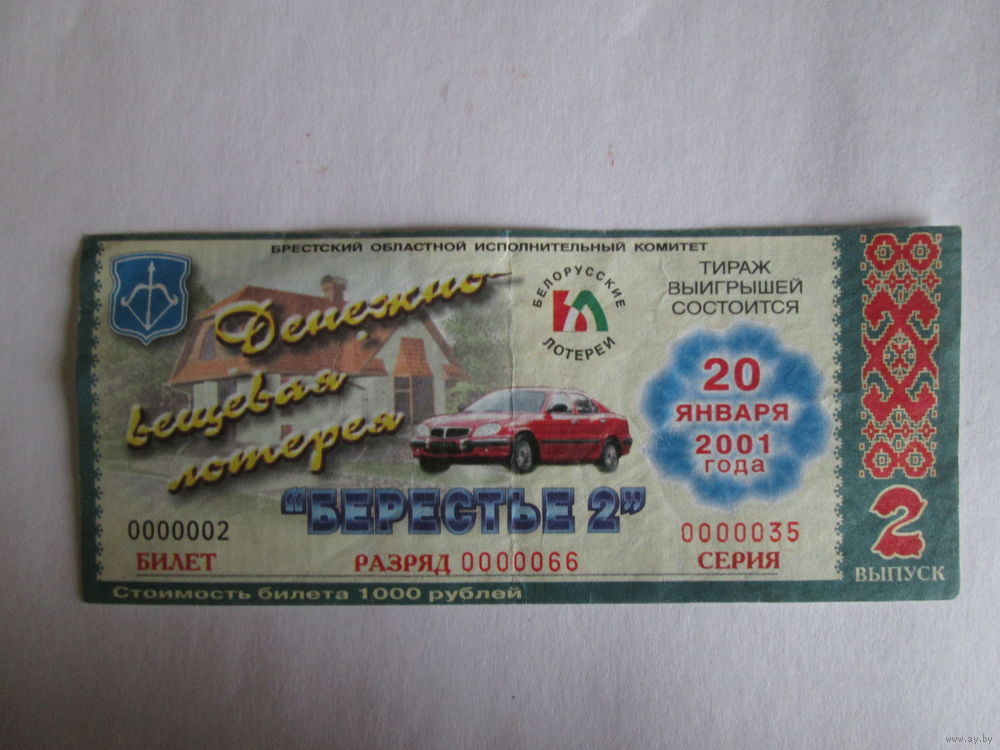 БРЕСТСКИЙ ОБЛАСТНОЙ ИСПОЛНИТЕЛЬНЫЙ КОМИТЕТ
Денежно-
вещевая
лотерея
БЕЛОРУССКИЕ
ЛОТЕРЕИ
ТИРАЖ
ВЫИГРЫШЕЙ
СОСТОИТСЯ
20
ЯНВАРЯ
2001
года
"БЕРЕСТЬЕ 2"
0000002
БИЛЕТ
РАЗРЯД 0000066
0000035
СЕРИЯ
2
ВЫПУСК
Стоимость билета 1000 рублей
www.ay.by